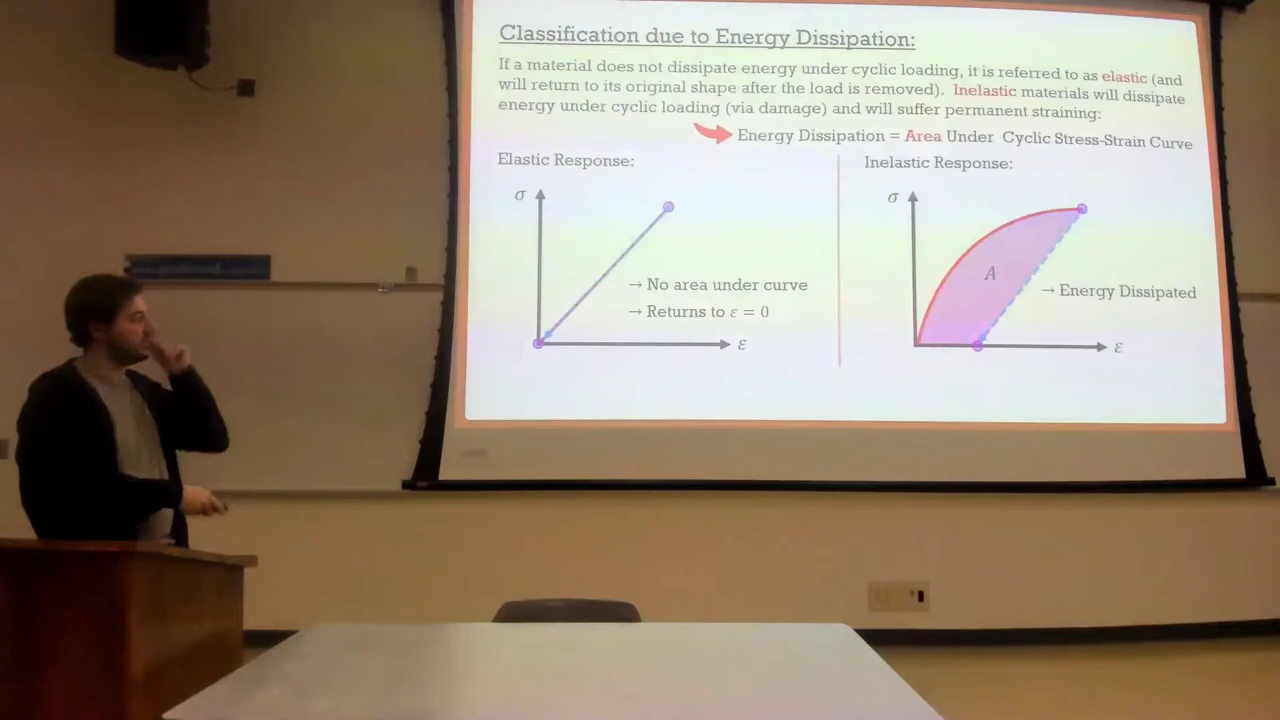 Classification due to Energy Dissipation:
If a material does not dissipate energy under cyclic loading, it is referred to as elastic (and
will return to its original shape after the load is removed). Inelastic materials will dissipate
energy under cyclic loading (via damage) and will suffer permanent straining:
Energy Dissipation = Area Under Cyclic Stress-Strain Curve
Elastic Response:
σ
→ No area under curve
→ Returns to ε = 0
ε
Inelastic Response:
σ
A
→ Energy Dissipated
ε